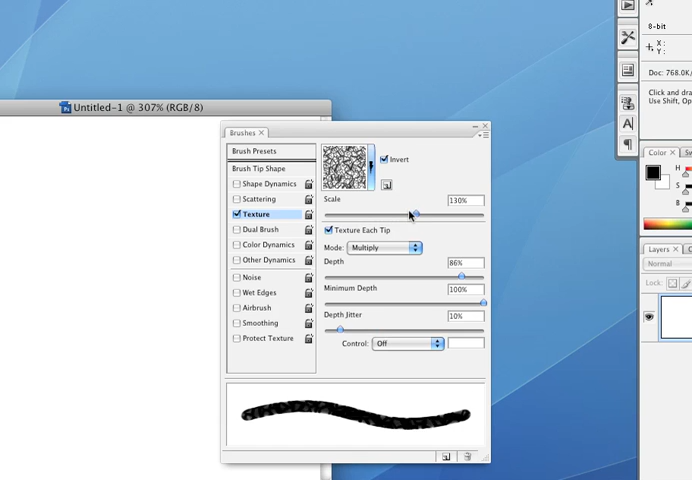 8-bit
X :
Y :
Doc: 768.0K/
Click and dra
Use Shift, Op
A
Untitled-1 @ 307% (RGB/8)
Brushes
Brush Presets
Brush Tip Shape
Shape Dynamics
Scattering
Texture
Dual Brush
Color Dynamics
Other Dynamics
Noise
Wet Edges
Airbrush
Smoothing
Protect Texture
Invert
Scale
130%
Texture Each Tip
Mode: Multiply
Depth
86%
Minimum Depth
100%
Depth Jitter
10%
Control: Off
Color
Sw
H
S
B
Layers
Normal
Lock: